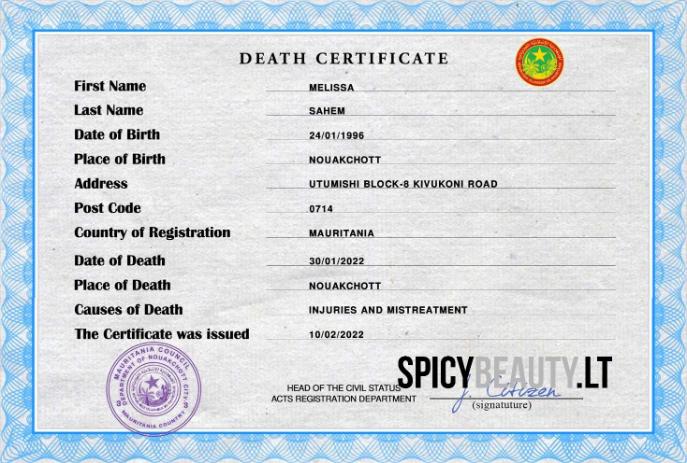 DEATH CERTIFICATE
First Name MELISSA
Last Name SAHEM
Date of Birth 24/01/1996
Place of Birth NOUAKCHOTT
Address UTUMISHI BLOCK-8 KIVUKONI ROAD
Post Code 0714
Country of Registration MAURITANIA
Date of Death 30/01/2022
Place of Death NOUAKCHOTT
Causes of Death INJURIES AND MISTREATMENT
The Certificate was issued 10/02/2022
MAURITANIA COUNCIL
DEPARTMENT OF NOUAKCHOTT CITY
MAURITANIA COUNTRY
SPICYBEAUTY.LT
HEAD OF THE CIVIL STATUS
ACTS REGISTRATION DEPARTMENT
J. Citizen
(signatuture)